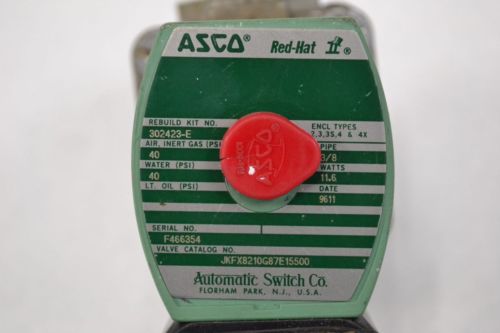 ASCO® Red-Hat II®
REBUILD KIT NO. ENCL TYPES
302423-E 2,3,3S,4 & 4X
AIR, INERT GAS (PSI) PIPE
40 3/8
WATER (PSI) WATTS
40 11.6
LT. OIL (PSI) DATE
9611
ASCO
SERIAL NO.
F466354
VALVE CATALOG NO.
JKFX8210G87E15500
Automatic Switch Co.
FLORHAM PARK, N.J., U.S.A.